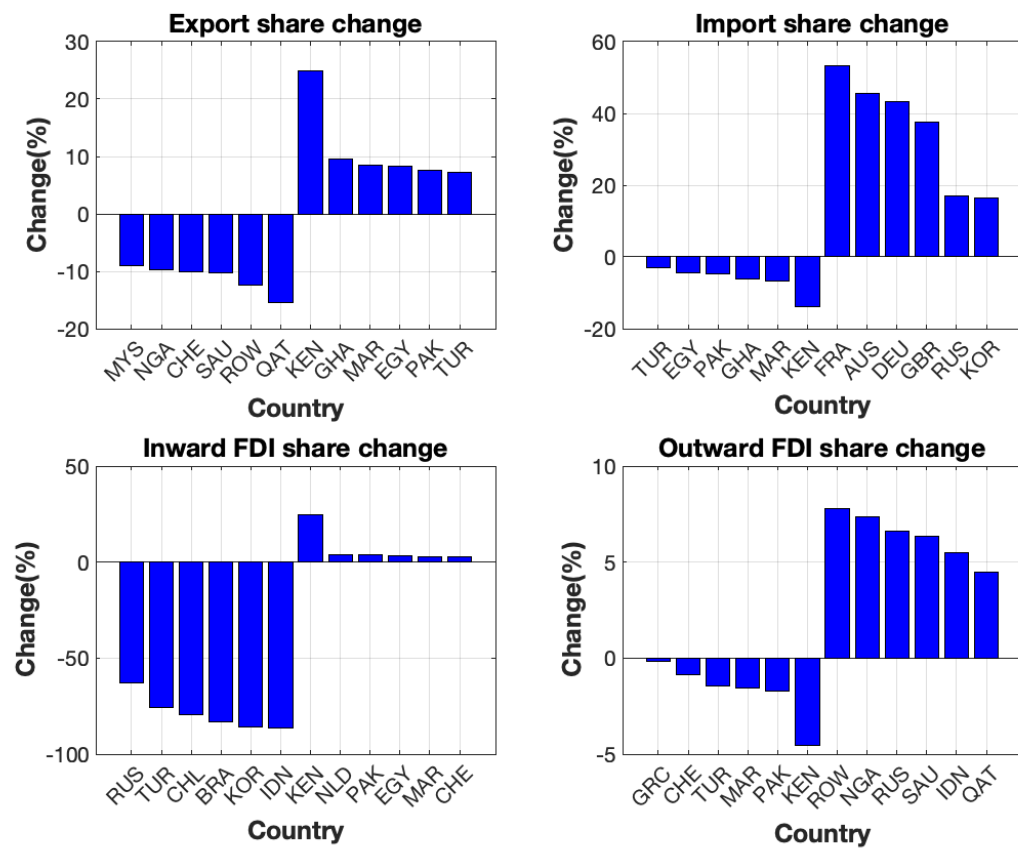 Export share change
Change(%)
30
20
10
0
-10
-20
MYS NGA CHE SAU ROW QAT KEN GHA MAR EGY PAK TUR
Country
Import share change
Change(%)
60
40
20
0
-20
TUR EGY PAK GHA MAR KEN FRA AUS DEU GBR RUS KOR
Country
Inward FDI share change
Change(%)
50
0
-50
-100
RUS TUR CHL BRA KOR IDN KEN NLD PAK EGY MAR CHE
Country
Outward FDI share change
Change(%)
10
5
0
-5
GRC CHE TUR MAR PAK KEN ROW NGA RUS SAU IDN QAT
Country